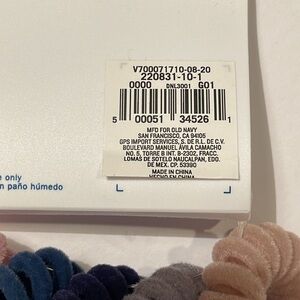 V700071710-08-20
220831-10-1
0000 DNL3001 G01
5 00051 34526 1
MFD FOR OLD NAVY
SAN FRANCISCO, CA 94105
GPS IMPORT SERVICES, S. DE R.L. DE C.V.
BOULEVARD MANUEL ÁVILA CAMACHO
NO. 5, TORRE B INT. B-2302, FRACC.
LOMAS DE SOTELO NAUCALPAN, EDO.
DE MEX. CP. 53390
MADE IN CHINA
HECHO EN CHINA
e only
n paño húmedo